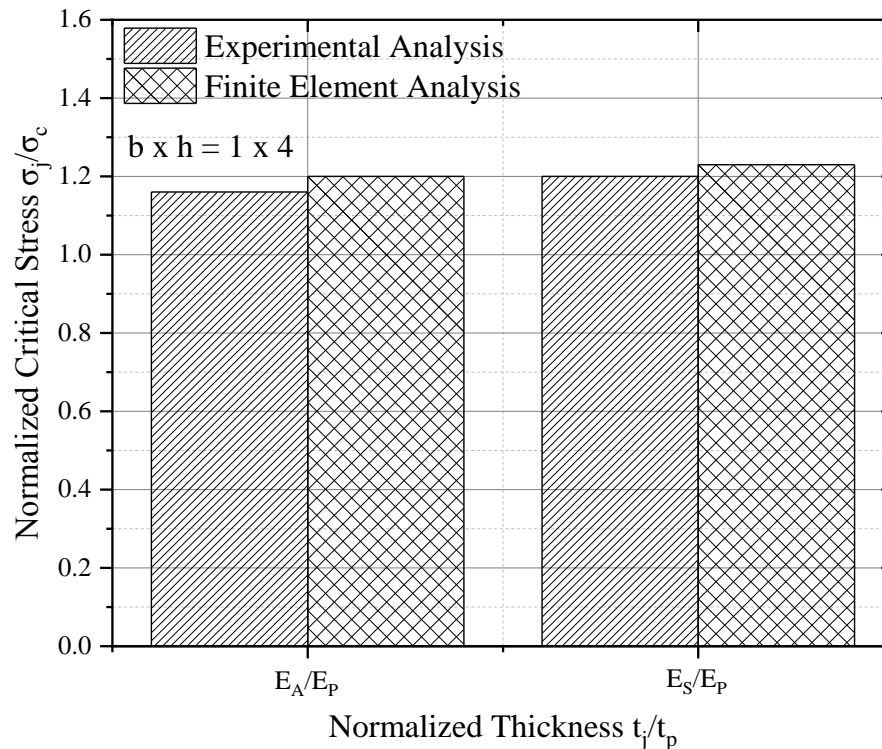 1.6
Experimental Analysis
Finite Element Analysis
1.4
b x h = 1 x 4
1.2
1.0
0.8
0.6
0.4
0.2
0.0
Normalized Critical Stress σj/σc
EA/EP
ES/EP
Normalized Thickness tj/tp